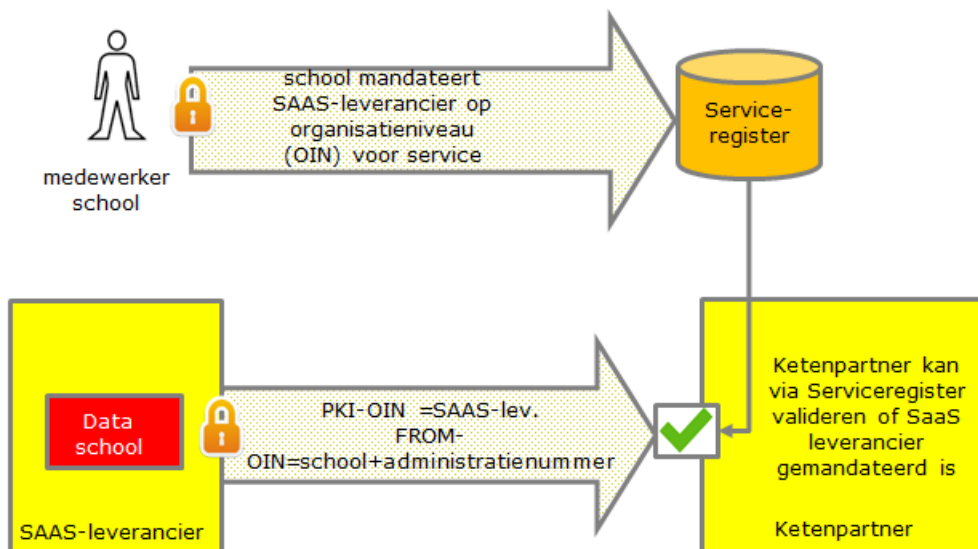 school mandateert
SAAS-leverancier op
organisatieniveau
(OIN) voor service
Service-
register
medewerker
school
Data
school
SAAS-leverancier
PKI-OIN =SAAS-lev.
FROM-
OIN=school+administratienummer
Ketenpartner kan
via Serviceregister
valideren of SaaS
leverancier
gemandateerd is
Ketenpartner